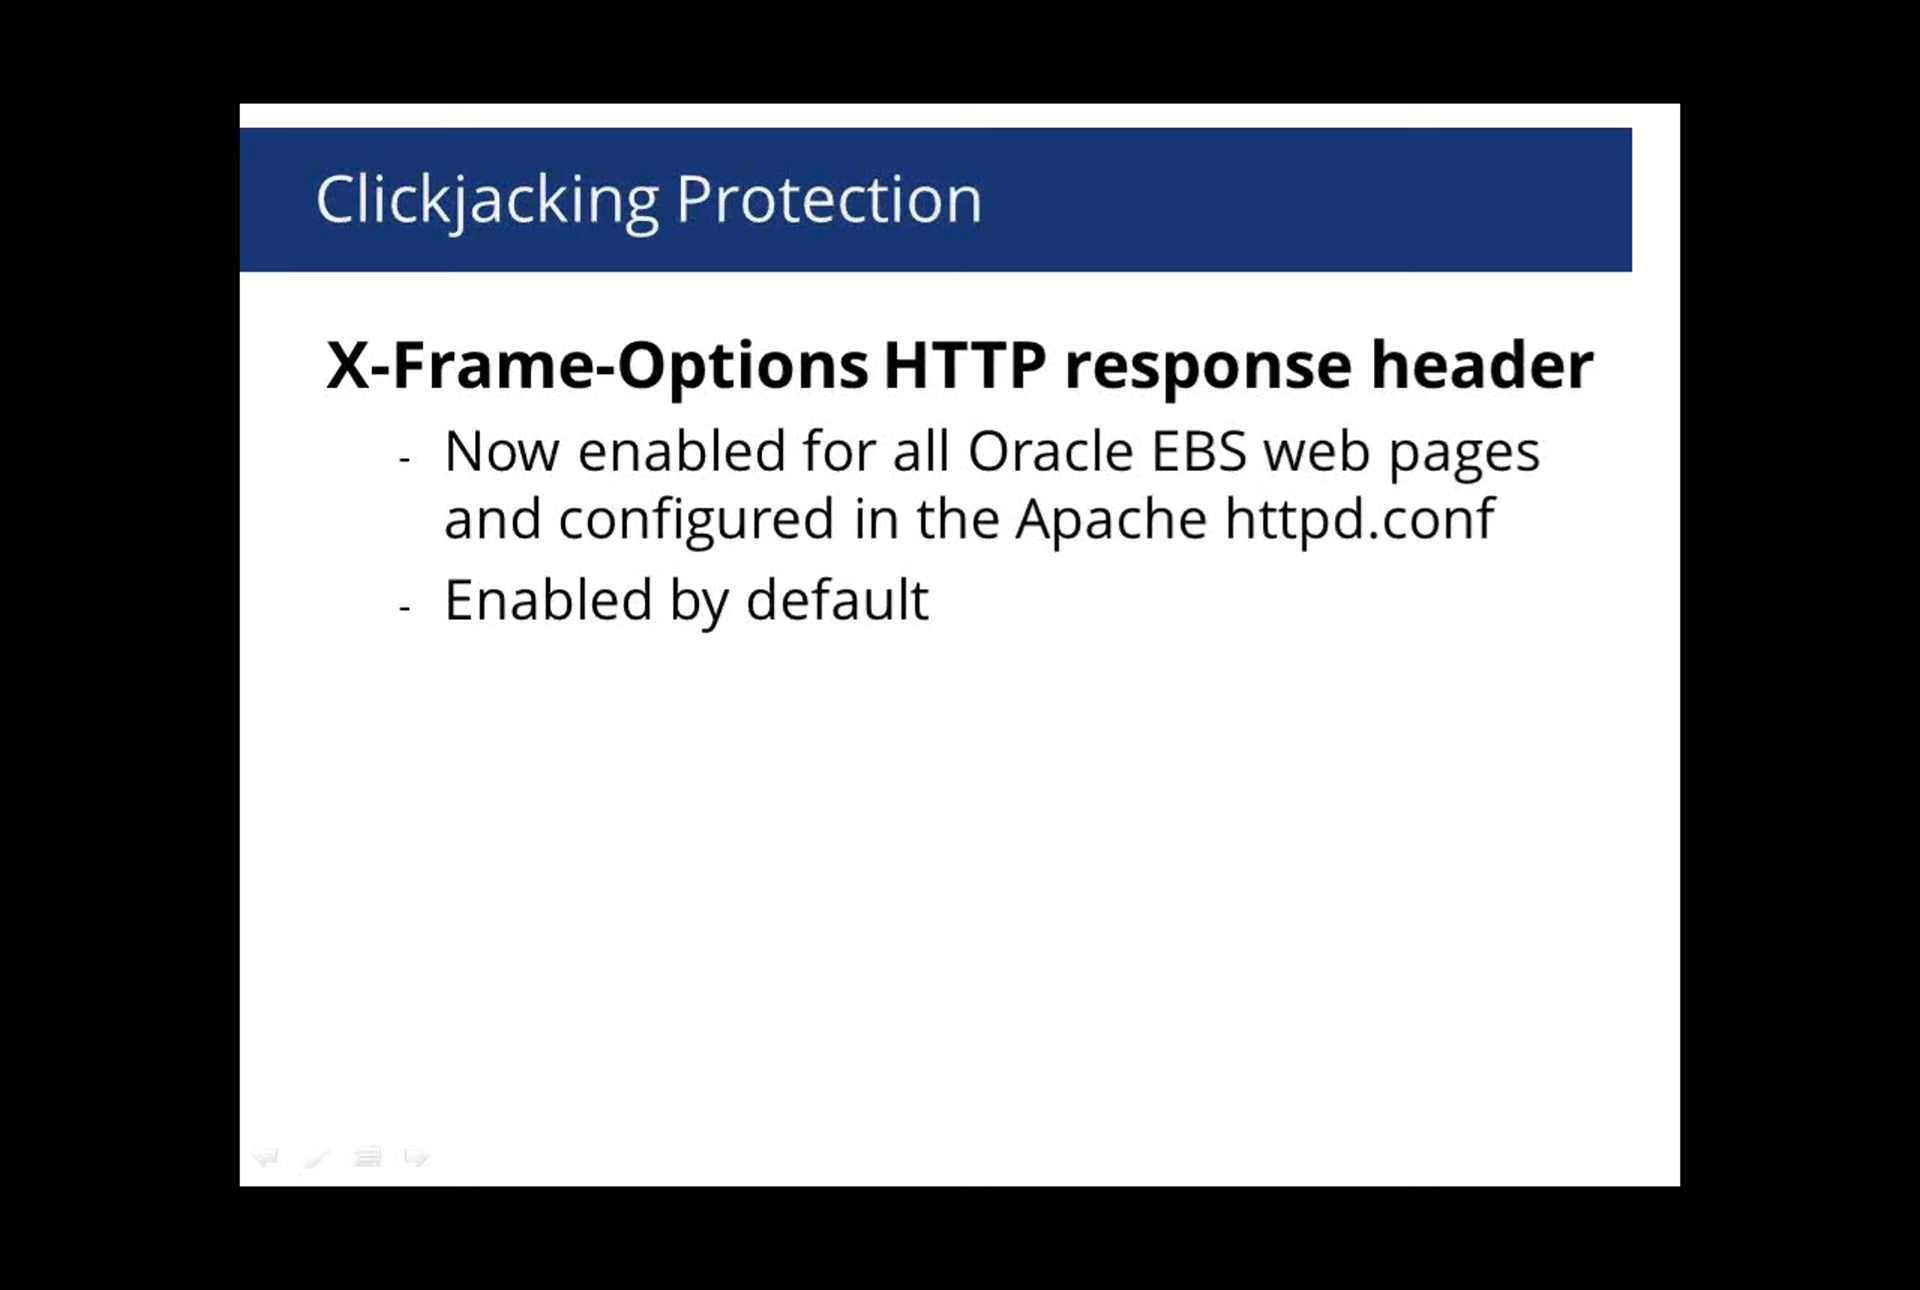 Clickjacking Protection
X-Frame-Options HTTP response header
- Now enabled for all Oracle EBS web pages
and configured in the Apache httpd.conf
- Enabled by default